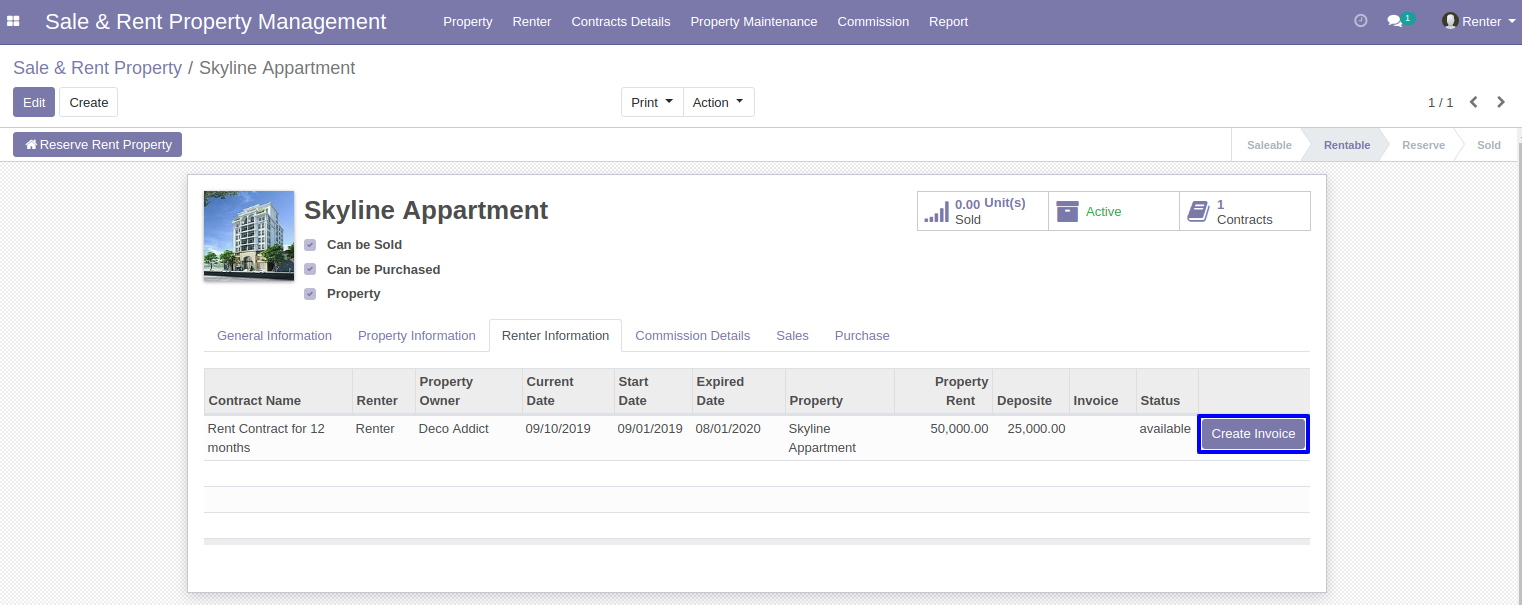 Sale & Rent Property Management Property Renter Contracts Details Property Maintenance Commission Report 1 Renter
Sale & Rent Property / Skyline Appartment
Edit Create Print Action 1 / 1
Reserve Rent Property Saleable Rentable Reserve Sold
Skyline Appartment
0.00 Unit(s)
Sold
Active
1
Contracts
Can be Sold
Can be Purchased
Property
General Information Property Information Renter Information Commission Details Sales Purchase
Property Current Start Expired Property
Contract Name Renter Owner Date Date Date Property Rent Deposite Invoice Status
Rent Contract for 12 Renter Deco Addict 09/10/2019 09/01/2019 08/01/2020 Skyline 50,000.00 25,000.00 available Create Invoice
months Appartment